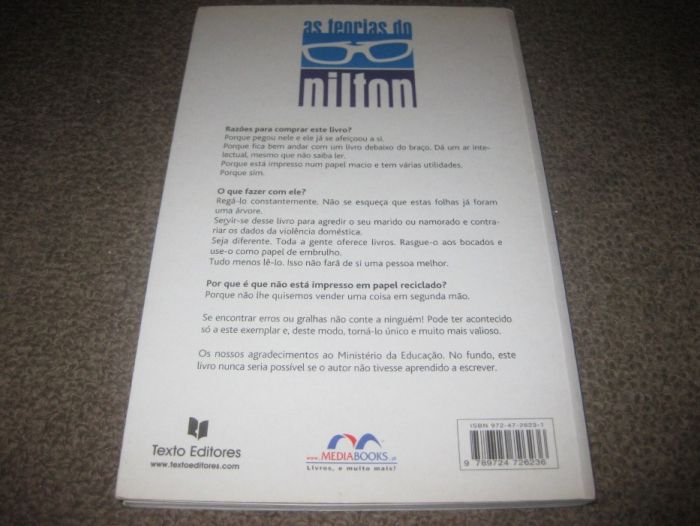 as teorias do
nilton
Razões para comprar este livro?
Porque pegou nele e ele já se afeiçoou a si.
Porque fica bem andar com um livro debaixo do braço. Dá um ar inte-
lectual, mesmo que não saiba ler.
Porque está impresso num papel macio e tem várias utilidades.
Porque sim.
O que fazer com ele?
Regá-lo constantemente. Não se esqueça que estas folhas já foram
uma árvore.
Servir-se desse livro para agredir o seu marido ou namorado e contra-
riar os dados da violência doméstica.
Seja diferente. Toda a gente oferece livros. Rasgue-o aos bocados e
use-o como papel de embrulho.
Tudo menos lê-lo. Isso não fará de si uma pessoa melhor.
Por que é que não está impresso em papel reciclado?
Porque não lhe quisemos vender uma coisa em segunda mão.
Se encontrar erros ou gralhas não conte a ninguém! Pode ter acontecido
só a este exemplar e, deste modo, torná-lo único e muito mais valioso.
Os nossos agradecimentos ao Ministério da Educação. No fundo, este
livro nunca seria possível se o autor não tivesse aprendido a escrever.
Texto Editores
www.textoeditores.com
www.MEDIABOOKS.pt
Livros, e muito mais!
ISBN 972-47-2623-1
9 789724 726236